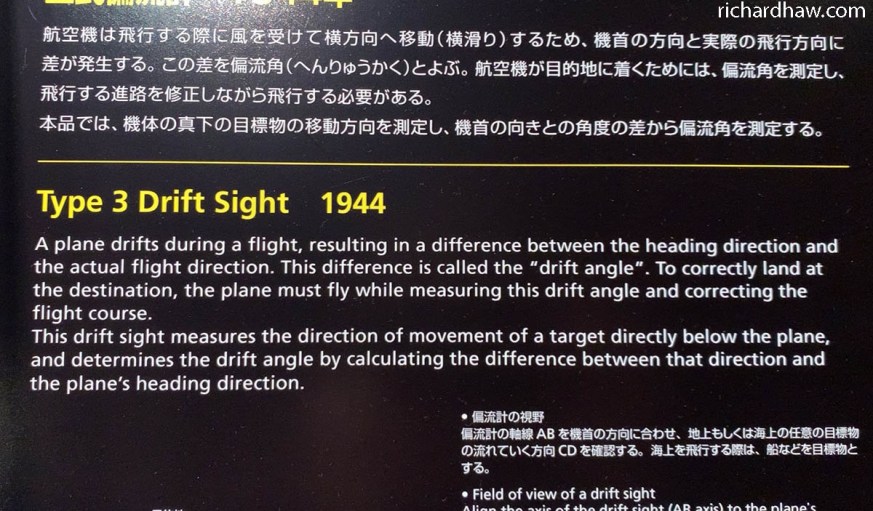 richardhaw.com
航空機は飛行する際に風を受けて横方向へ移動(横滑り)するため、機首の方向と実際の飛行方向に
差が発生する。この差を偏流角(へんりゅうかく)とよぶ。航空機が目的地に着くためには、偏流角を測定し、
飛行する進路を修正しながら飛行する必要がある。
本品では、機体の真下の目標物の移動方向を測定し、機首の向きとの角度の差から偏流角を測定する。
Type 3 Drift Sight 1944
A plane drifts during a flight, resulting in a difference between the heading direction and
the actual flight direction. This difference is called the "drift angle". To correctly land at
the destination, the plane must fly while measuring this drift angle and correcting the
flight course.
This drift sight measures the direction of movement of a target directly below the plane,
and determines the drift angle by calculating the difference between that direction and
the plane's heading direction.
• 偏流計の視野
偏流計の軸線 AB を機首の方向に合わせ、地上もしくは海上の任意の目標物
の流れていく方向 CD を確認する。海上を飛行する際は、船などを目標物と
する。
• Field of view of a drift sight
Align the axis of the drift sight (AB axis) to the plane's